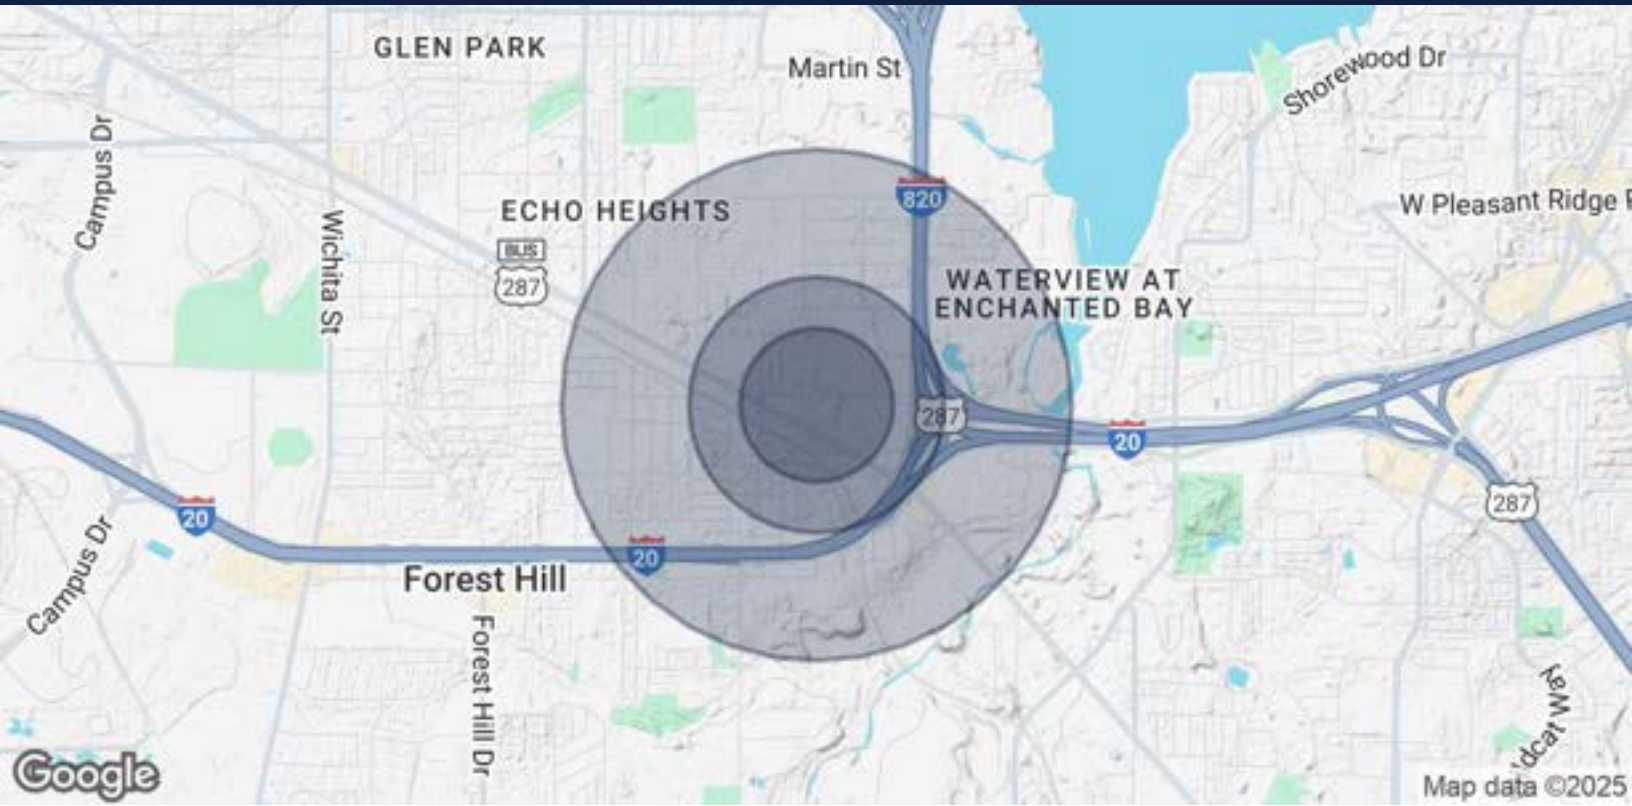 GLEN PARK
Martin St
Shorewood Dr
Campus Dr
820
W Pleasant Ridge
ECHO HEIGHTS
Wichita St
BUS
287
WATERVIEW AT
ENCHANTED BAY
287
20
20
287
20
Forest Hill
Campus Dr
Forest Hill Dr
Way
Google
Map data ©2025